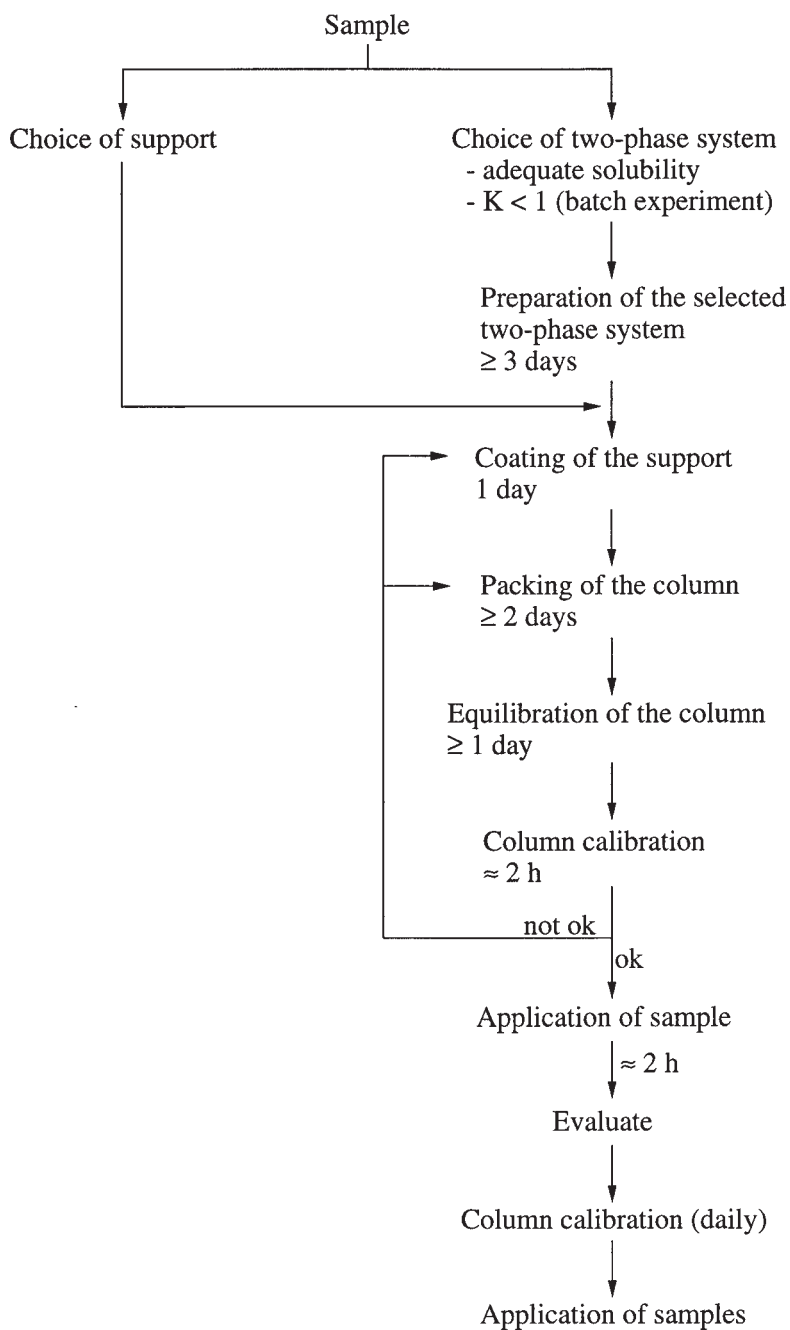 Sample
Choice of support
Choice of two-phase system
- adequate solubility
- K < 1 (batch experiment)
Preparation of the selected
two-phase system
≥ 3 days
Coating of the support
1 day
Packing of the column
≥ 2 days
Equilibration of the column
≥ 1 day
Column calibration
≈ 2 h
not ok
ok
Application of sample
≈ 2 h
Evaluate
Column calibration (daily)
Application of samples